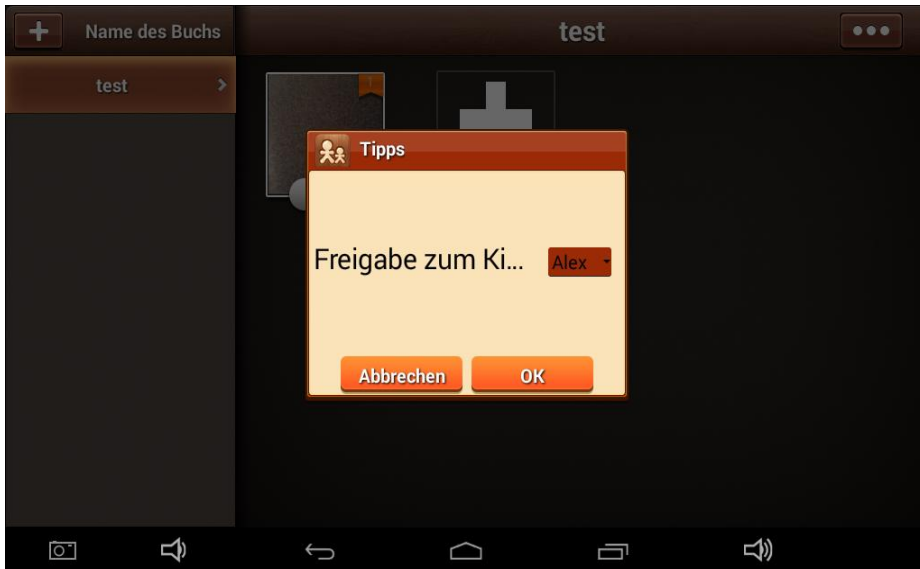 Name des Buchs
test
test
Tipps
Freigabe zum Ki...
Alex
Abbrechen
OK